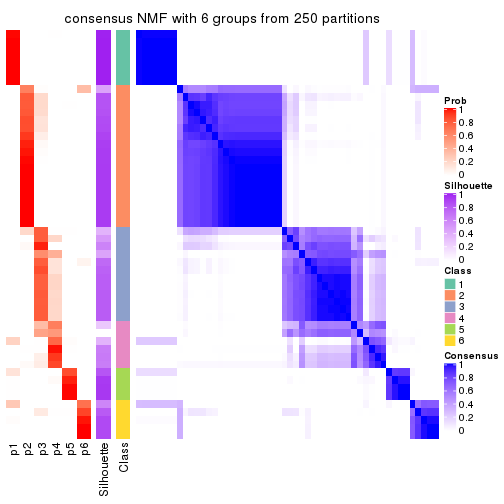 consensus NMF with 6 groups from 250 partitions
Prob
1
0.8
0.6
0.4
0.2
0
Silhouette
1
0.8
0.6
0.4
0.2
0
Class
1
2
3
4
5
6
Consensus
1
0.8
0.6
0.4
0.2
0
p1
p2
p3
p4
p5
p6
Silhouette
Class